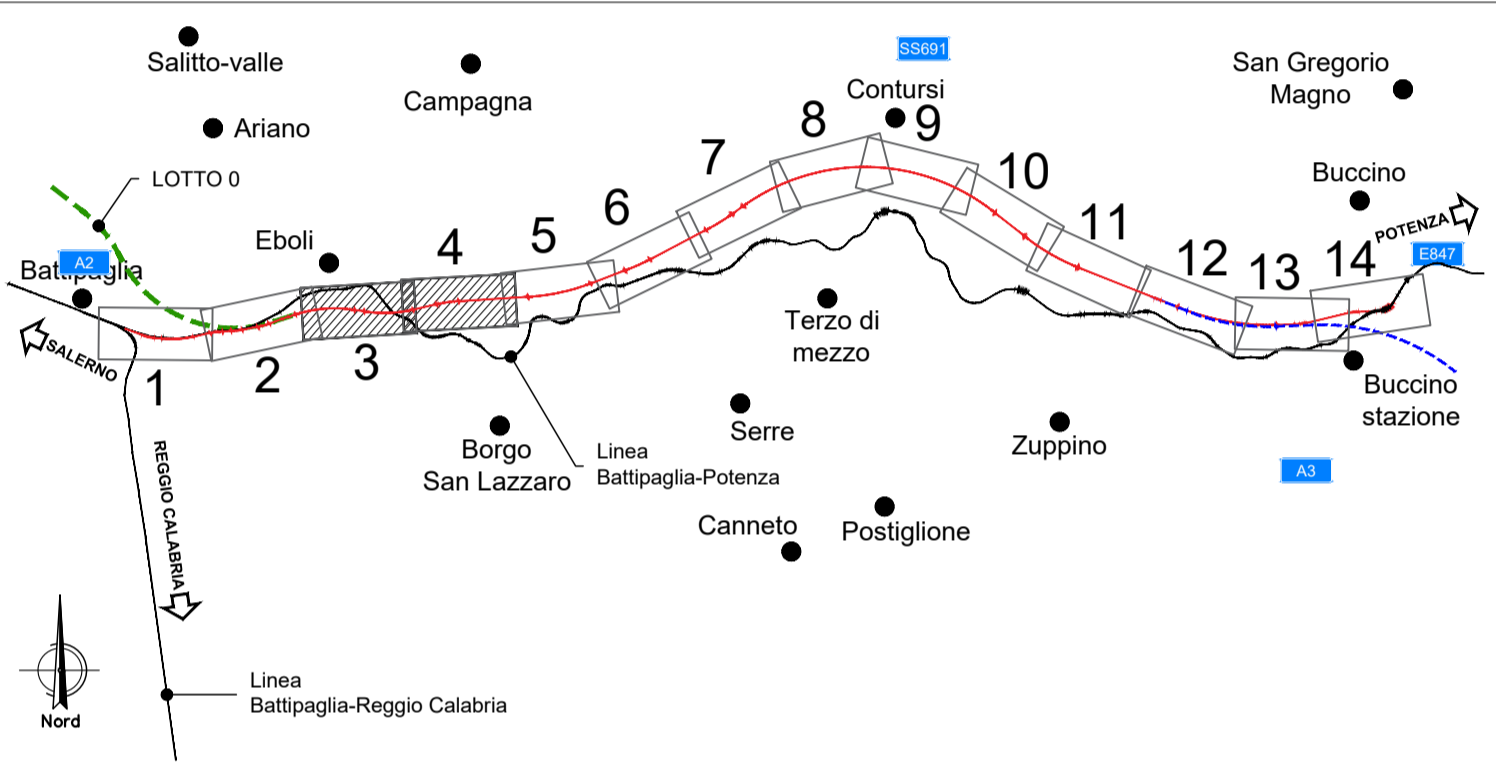 SS691
Salitto-valle
San Gregorio
Magno
Contursi
Campagna
8
9
Ariano
7
10
LOTTO 0
Buccino
6
11
POTENZA
5
4
Eboli
12
13
14
E847
A2
Battipaglia
Terzo di
mezzo
SALERNO
1
2
3
Buccino
stazione
Serre
Zuppino
Borgo
San Lazzaro
Linea
Battipaglia-Potenza
A3
REGGIO CALABRIA
Canneto
Postiglione
Linea
Battipaglia-Reggio Calabria
Nord